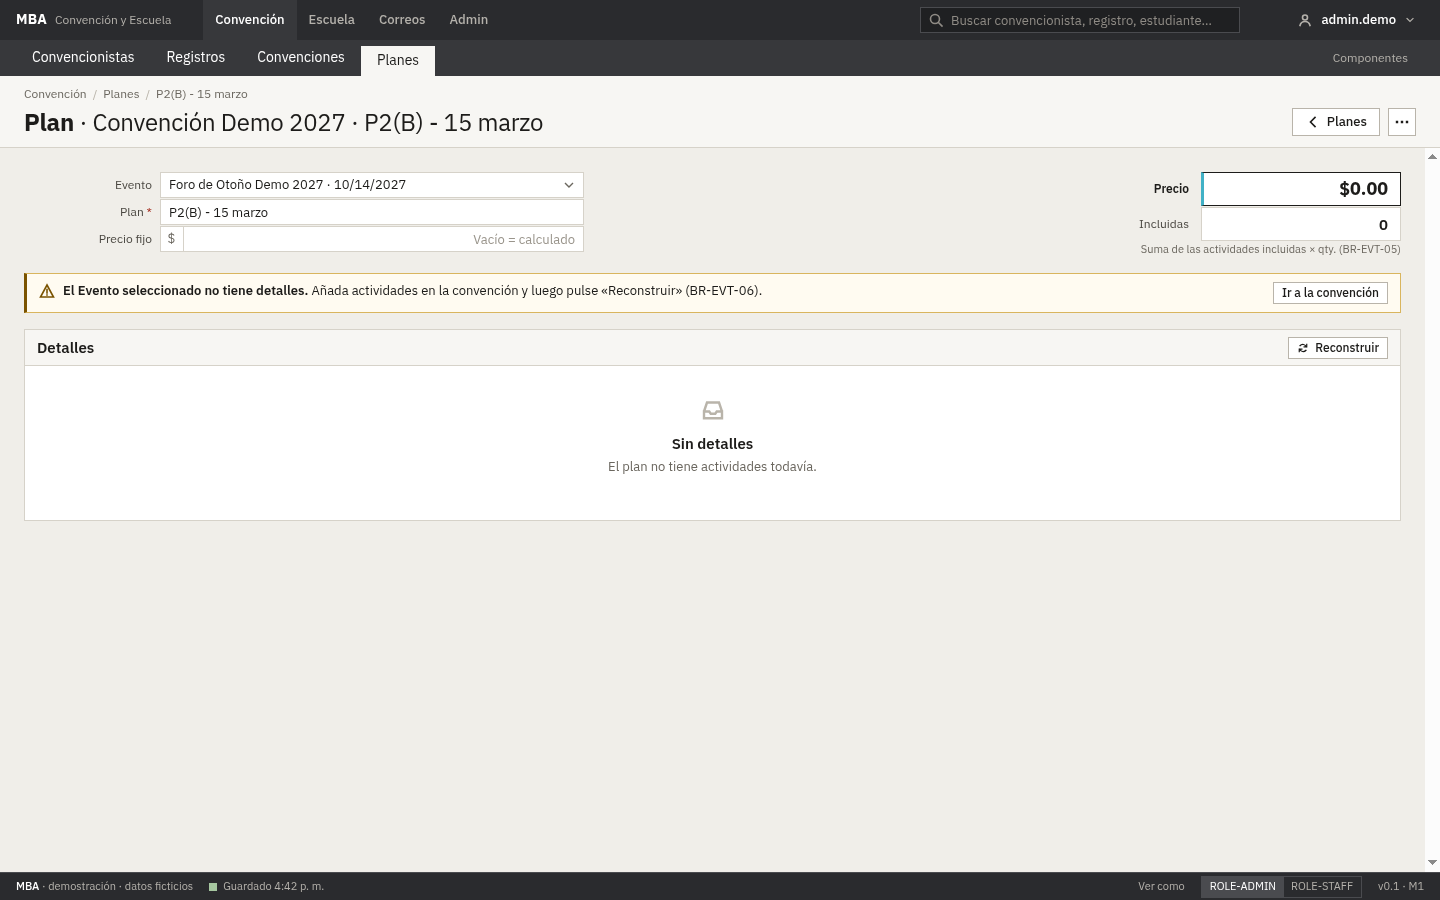 MBA Convención y Escuela Convención Escuela Correos Admin Buscar convencionista, registro, estudiante... admin.demo
Convencionistas Registros Convenciones Planes Componentes
Convención / Planes / P2(B) - 15 marzo
Plan · Convención Demo 2027 · P2(B) - 15 marzo Planes
Evento Foro de Otoño Demo 2027 · 10/14/2027
Plan * P2(B) - 15 marzo
Precio fijo $ Vacío = calculado
Precio $0.00
Incluidas 0
Suma de las actividades incluidas × qty. (BR-EVT-05)
El Evento seleccionado no tiene detalles. Añada actividades en la convención y luego pulse «Reconstruir» (BR-EVT-06). Ir a la convención
Detalles Reconstruir
Sin detalles
El plan no tiene actividades todavía.
MBA · demostración · datos ficticios Guardado 4:42 p. m. Ver como ROLE-ADMIN ROLE-STAFF v0.1 · M1